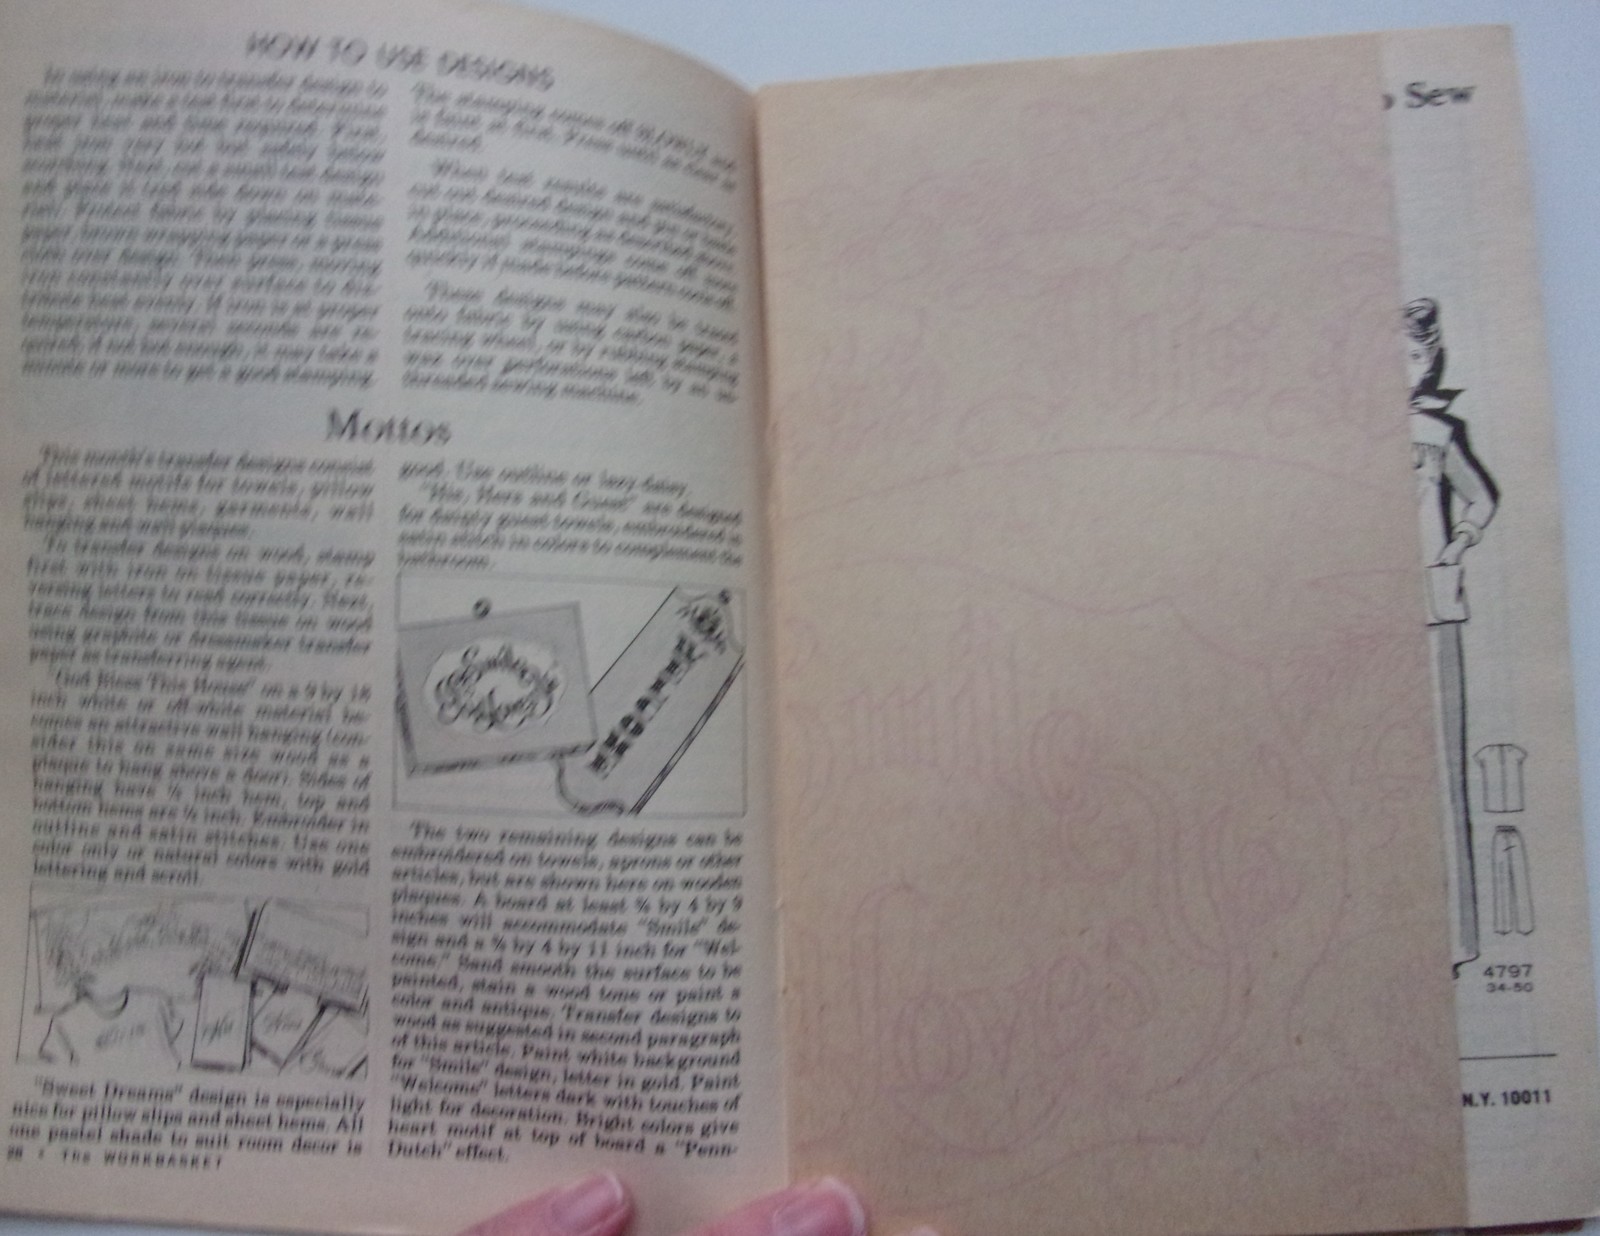 HOW TO USE DESIGNS
In using an iron to transfer design to
material, make a test first to determine
proper heat and time required. First,
heat iron very hot but safely below
scorching. Next, cut a small test design
and place it inked side down on mate-
rial. Protect fabric by placing tissue
paper, brown wrapping paper or a press
cloth over design. Then press, moving
iron constantly over surface to dis-
tribute heat evenly. If iron is at proper
temperature, several seconds are re-
quired; if not hot enough, it may take a
minute or more to get a good stamping.
The stamping comes off
is faint at first. Press until as clear as
desired.
When test results are satisfactory,
cut out desired design and pin or baste
in place, proceeding as described above.
Additional stampings come off more
quickly if made before pattern cools off.
These designs may also be traced
onto fabric by using carbon paper, a
tracing wheel, or by rubbing stamping
wax over perforations left by an un-
threaded sewing machine.
Mottos
This month's transfer designs consist
of lettered motifs for towels, pillow
slips, sheet hems, garments, wall
hanging and wall plaques.
To transfer designs on wood, stamp
first with iron on tissue paper, re-
versing letters to read correctly. Next,
trace design from this tissue on wood
using graphite or dressmaker transfer
paper as transferring agent.
"God Bless This House" on a 9 by 18
inch white or off-white material be-
comes an attractive wall hanging (con-
sider this on same size wood as a
plaque to hang above a door). Sides of
hanging have ¼ inch hem, top and
bottom hems are ¾ inch. Embroider in
outline and satin stitches. Use one
color only or natural colors with gold
lettering and scroll.
His
"Sweet Dreams" design is especially
nice for pillow slips and sheet hems. All
one pastel shade to suit room decor is
28 The WORKBASKET
good. Use outline or lazy daisy.
"His, Hers and Guest" are designed
for fingertip guest towels, embroidered in
satin stitch in colors to complement the
bathroom.
Smile
WELCOME
The two remaining designs can be
embroidered on towels, aprons or other
articles, but are shown here on wooden
plaques. A board at least ¾ by 4 by 9
inches will accommodate "Smile" de-
sign and a ¾ by 4 by 11 inch for "Wel-
come." Sand smooth the surface to be
painted, stain a wood tone or paint a
color and antique. Transfer designs to
wood as suggested in second paragraph
of this article. Paint white background
for "Smile" design, letter in gold. Paint
"Welcome" letters dark with touches of
light for decoration. Bright colors give
heart motif at top of board a "Penn-
Dutch" effect.
Sew
4797
34-50
N.Y. 10011